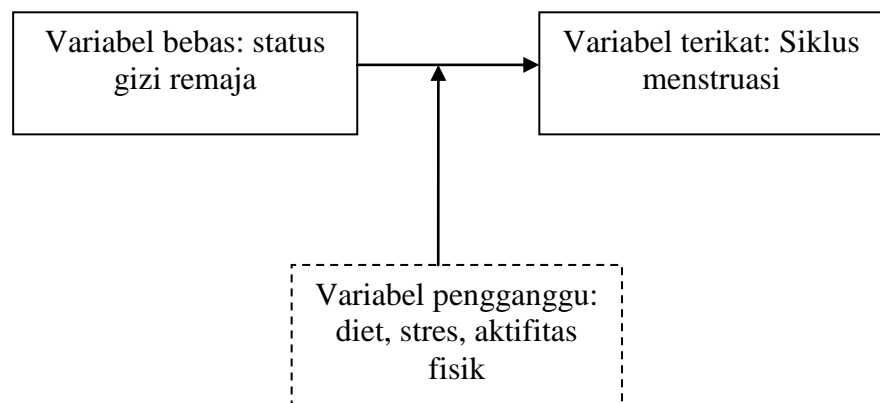 Variabel bebas: status
gizi remaja
Variabel terikat: Siklus
menstruasi
Variabel pengganggu:
diet, stres, aktifitas
fisik